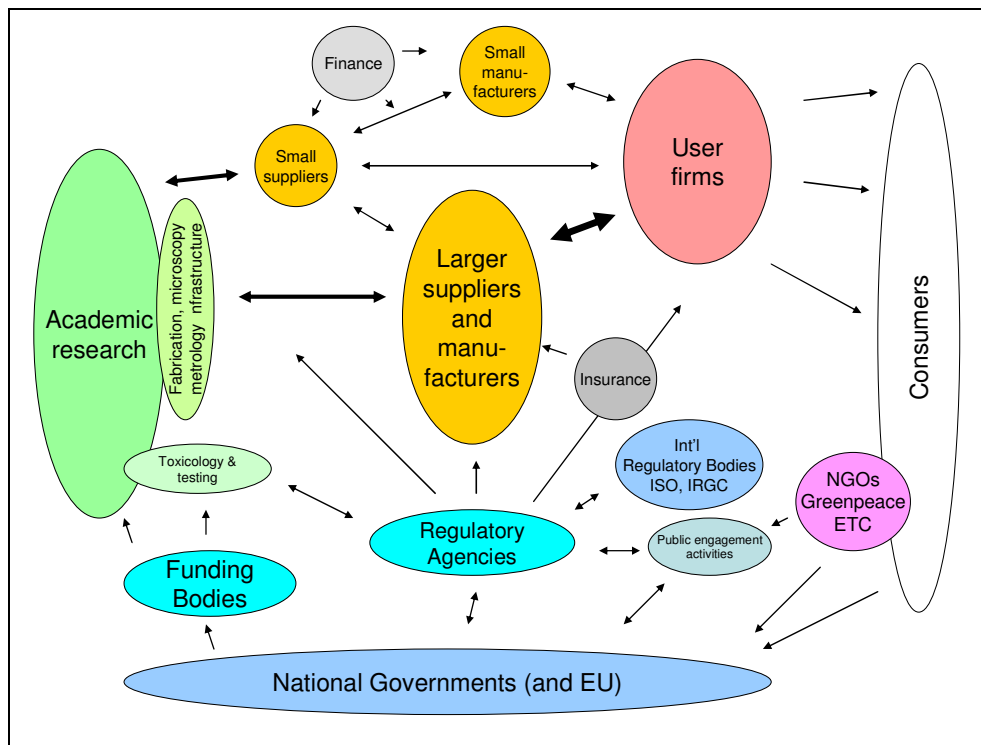 Finance
Small
manu-
facturers
User
firms
Small
suppliers
Academic
research
Fabrication, microscopy
metrology nfrastructure
Larger
suppliers
and
manu-
facturers
Consumers
Insurance
Toxicology &
testing
Int'l
Regulatory Bodies
ISO, IRGC
NGOs
Greenpeace
ETC
Regulatory
Agencies
Public engagement
activities
Funding
Bodies
National Governments (and EU)